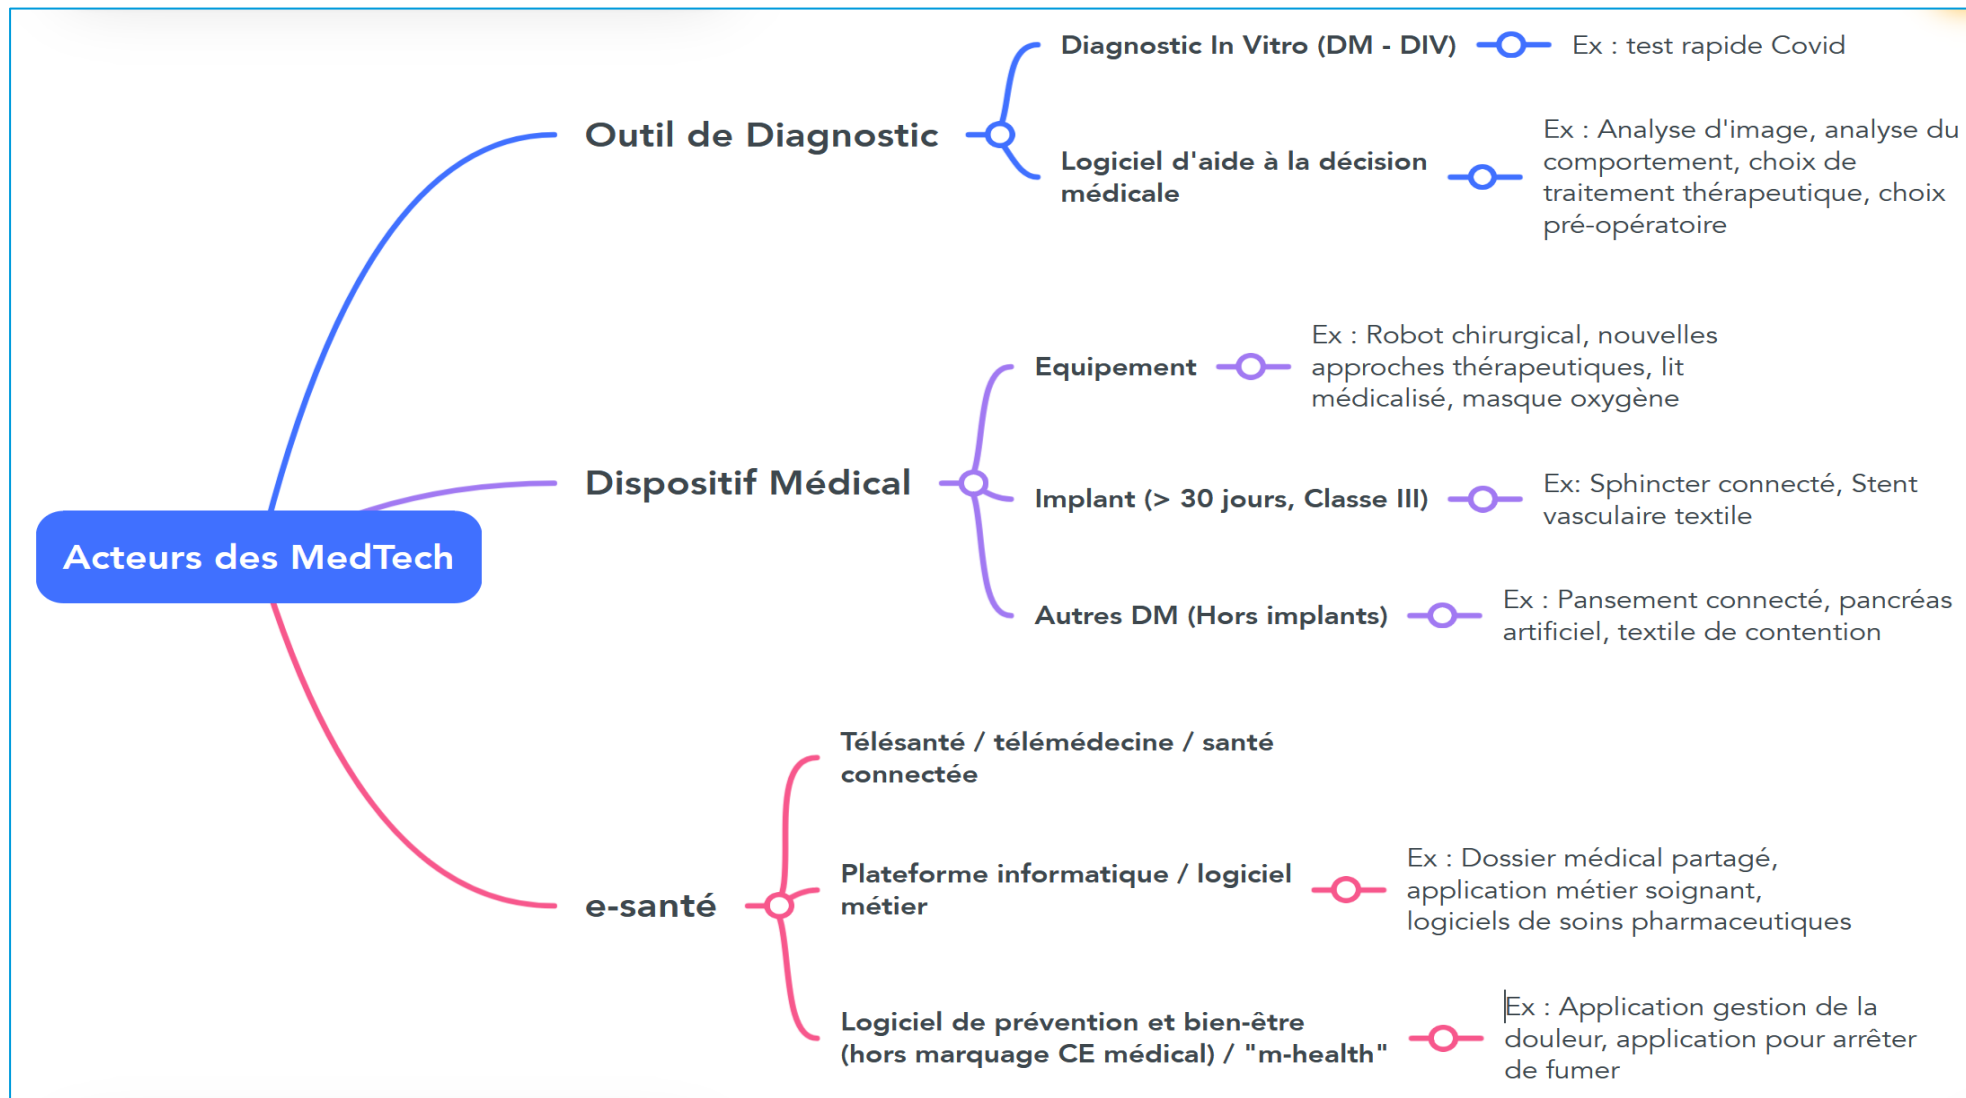 Acteurs des MedTech
Outil de Diagnostic
Diagnostic In Vitro (DM - DIV)
Ex : test rapide Covid
Logiciel d'aide à la décision
médicale
Ex : Analyse d'image, analyse du
comportement, choix de
traitement thérapeutique, choix
pré-opératoire
Dispositif Médical
Equipement
Ex : Robot chirurgical, nouvelles
approches thérapeutiques, lit
médicalisé, masque oxygène
Implant (> 30 jours, Classe III)
Ex: Sphincter connecté, Stent
vasculaire textile
Autres DM (Hors implants)
Ex : Pansement connecté, pancréas
artificiel, textile de contention
e-santé
Télésanté / télémédecine / santé
connectée
Plateforme informatique / logiciel
métier
Ex : Dossier médical partagé,
application métier soignant,
logiciels de soins pharmaceutiques
Logiciel de prévention et bien-être
(hors marquage CE médical) / "m-health"
Ex : Application gestion de la
douleur, application pour arrêter
de fumer